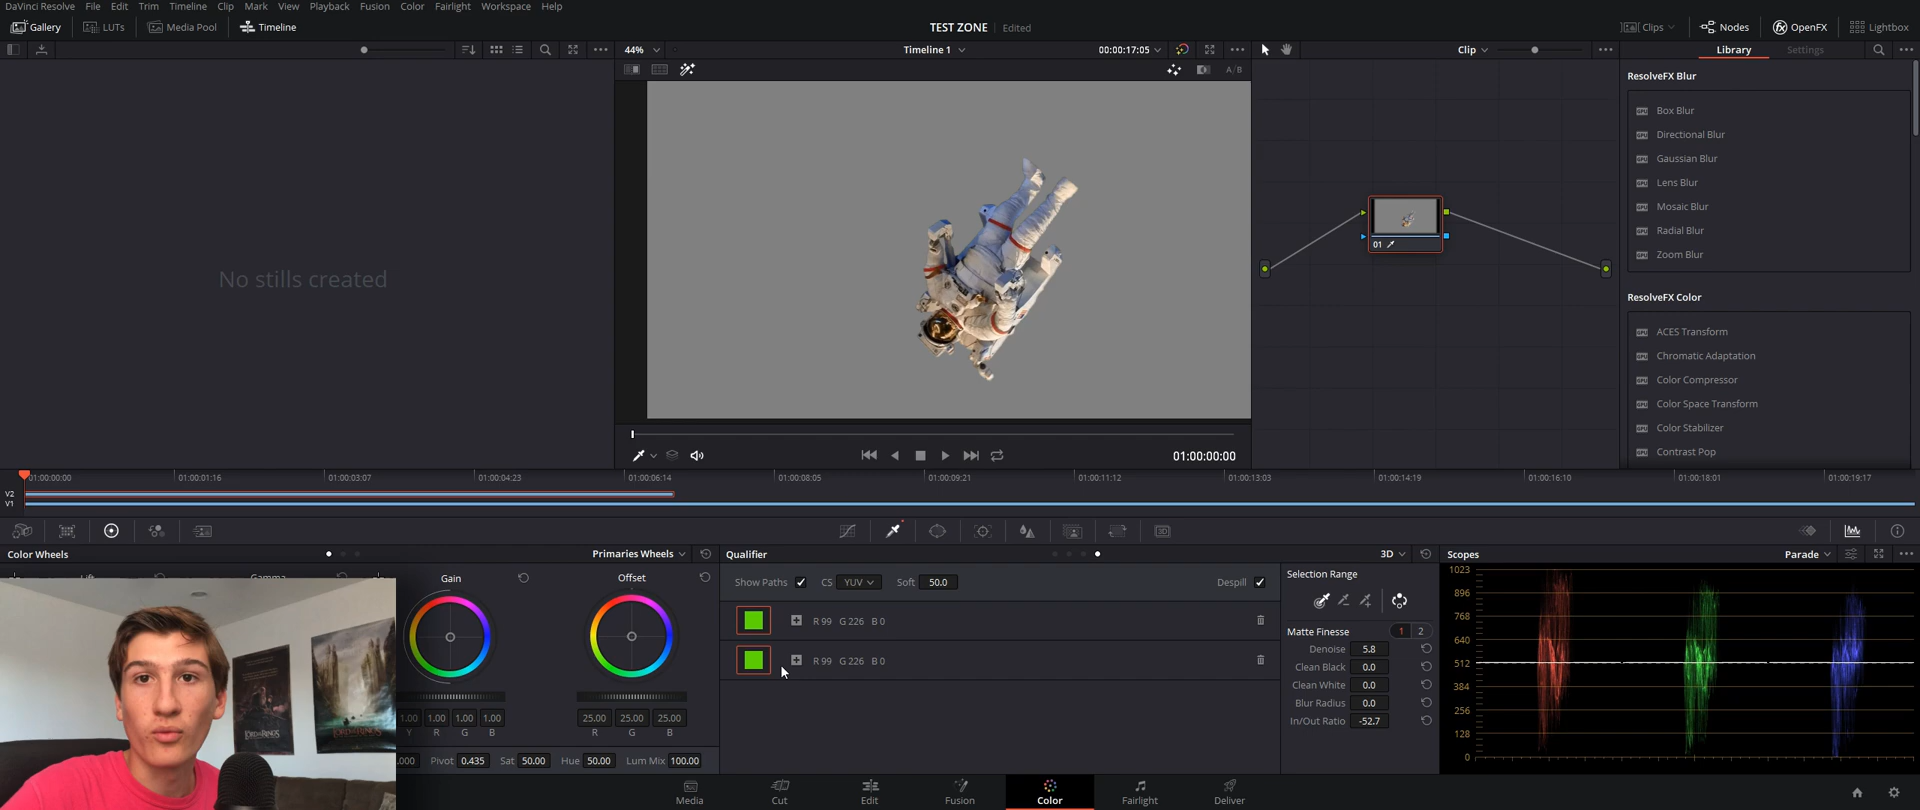 DaVinci Resolve File Edit Trim Timeline Clip Mark View Playback Fusion Color Fairlight Workspace Help
Gallery LUTs Media Pool Timeline TEST ZONE Edited Clips Nodes OpenFX Lightbox
44% Timeline 1 00:00:17:05 Clip Library Settings
A/B
ResolveFX Blur
Box Blur
Directional Blur
Gaussian Blur
Lens Blur
Mosaic Blur
Radial Blur
Zoom Blur
No stills created
01
ResolveFX Color
ACES Transform
Chromatic Adaptation
Color Compressor
Color Space Transform
Color Stabilizer
Contrast Pop
01:00:00:00
01:00:00:00 01:00:01:16 01:00:03:07 01:00:04:23 01:00:06:14 01:00:08:05 01:00:09:21 01:00:11:12 01:00:13:03 01:00:14:19 01:00:16:10 01:00:18:01 01:00:19:17
V2
V1
Color Wheels Primaries Wheels Qualifier 3D Scopes Parade
Gain Offset
Show Paths CS YUV Soft 50.0 Despill
R 99 G 226 B 0
R 99 G 226 B 0
Selection Range
Matte Finesse 1 2
Denoise 5.8
Clean Black 0.0
Clean White 0.0
Blur Radius 0.0
In/Out Ratio -52.7
1023
896
768
640
512
384
256
128
0
1.00 1.00 1.00 1.00 25.00 25.00 25.00
Y R G B R G B
.000 Pivot 0.435 Sat 50.00 Hue 50.00 Lum Mix 100.00
Media Cut Edit Fusion Color Fairlight Deliver